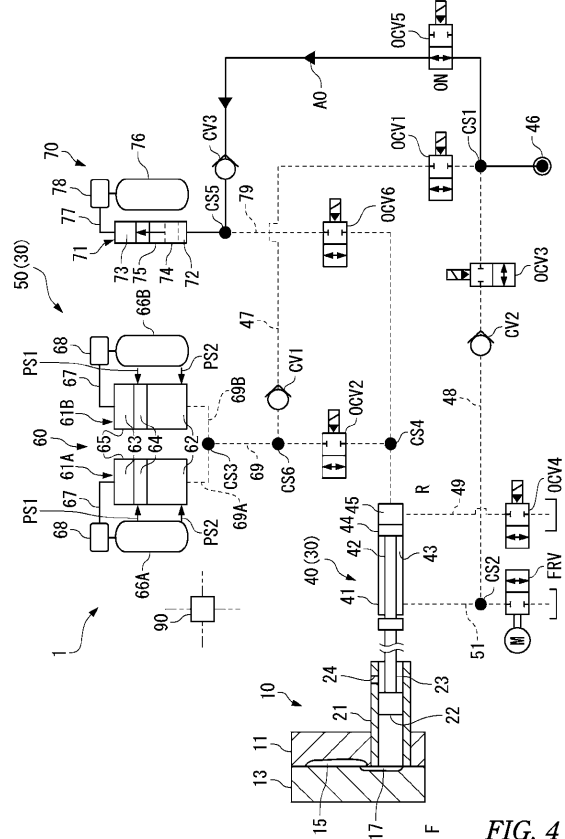 OCV5
ON
AO
CV3
70
78
77
76
71
73
75
74
72
CS5
79
OCV1
CS1
46
OCV6
OCV3
50 (30)
66B
68
PS1
PS2
67
61B
65
60
63
64
62
61A
67
68
PS1
PS2
66A
69B
CS3
69
69A
47
CV1
CS6
OCV2
CV2
48
CS4
R
49
45
44
42
43
41
40 (30)
OCV4
CS2
FRV
M
51
1
90
10
24
21
23
22
11
13
15
17
F
FIG. 4